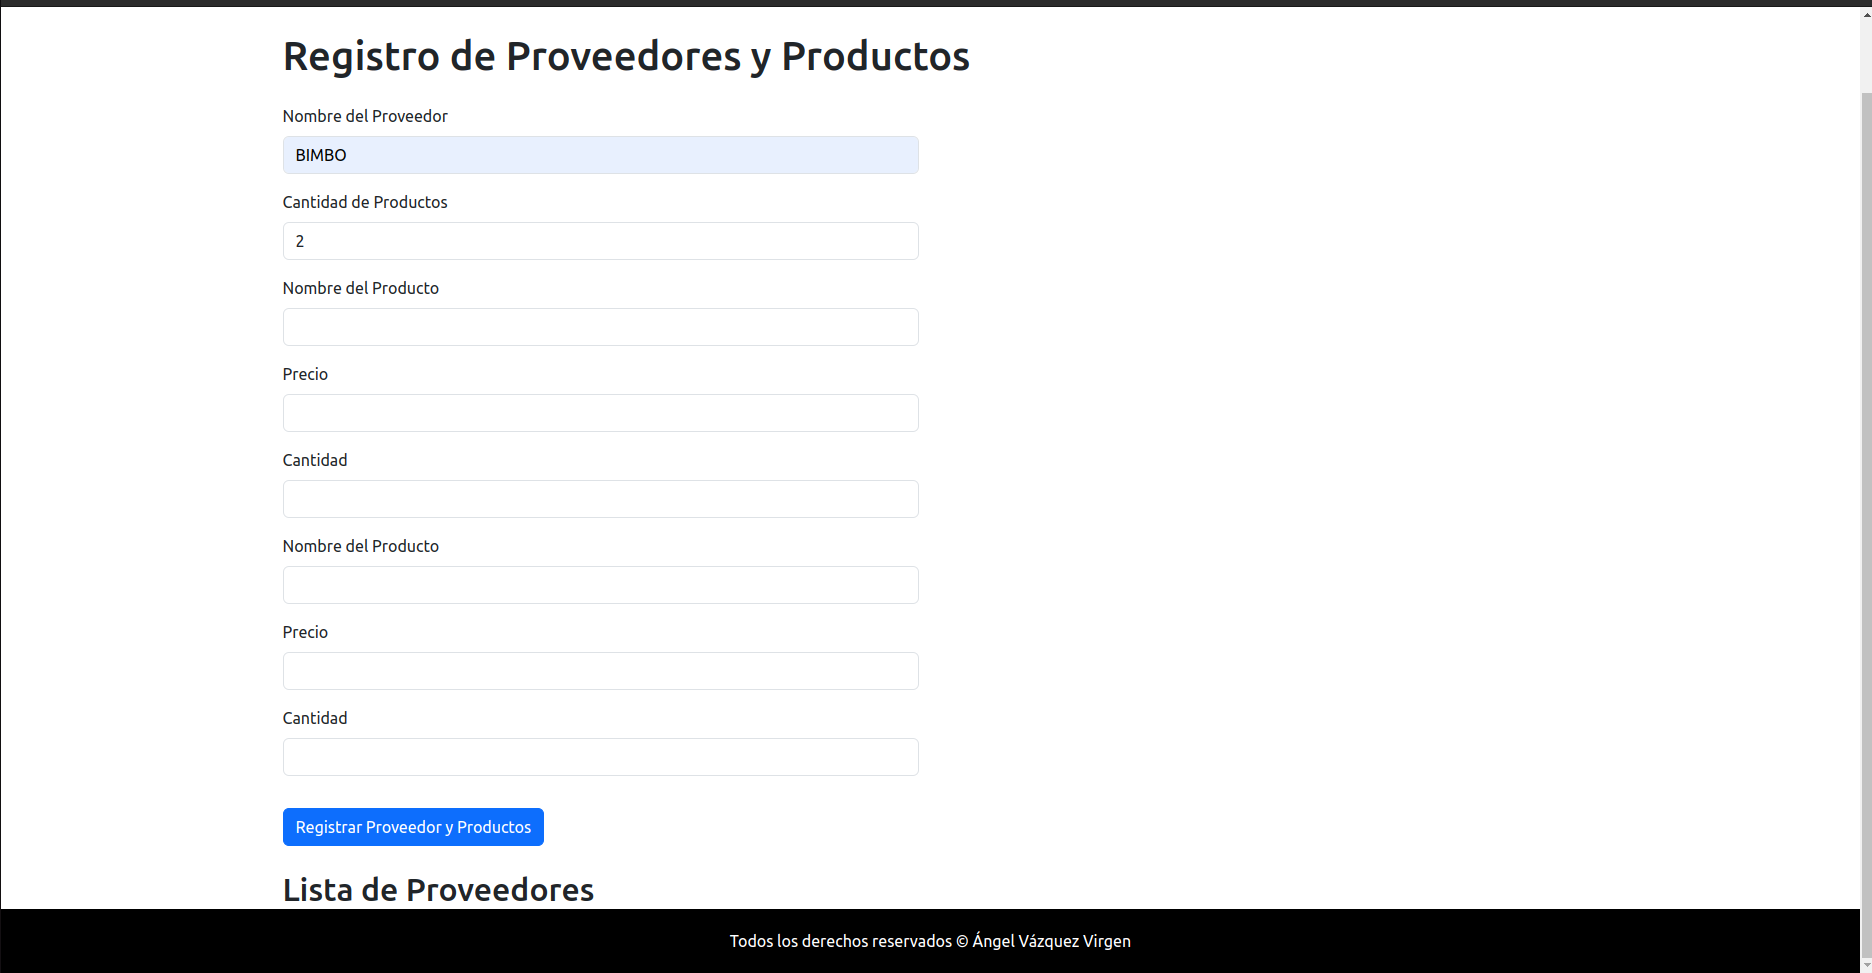 Registro de Proveedores y Productos
Nombre del Proveedor
BIMBO
Cantidad de Productos
2
Nombre del Producto
Precio
Cantidad
Nombre del Producto
Precio
Cantidad
Registrar Proveedor y Productos
Lista de Proveedores
Todos los derechos reservados © Ángel Vázquez Virgen